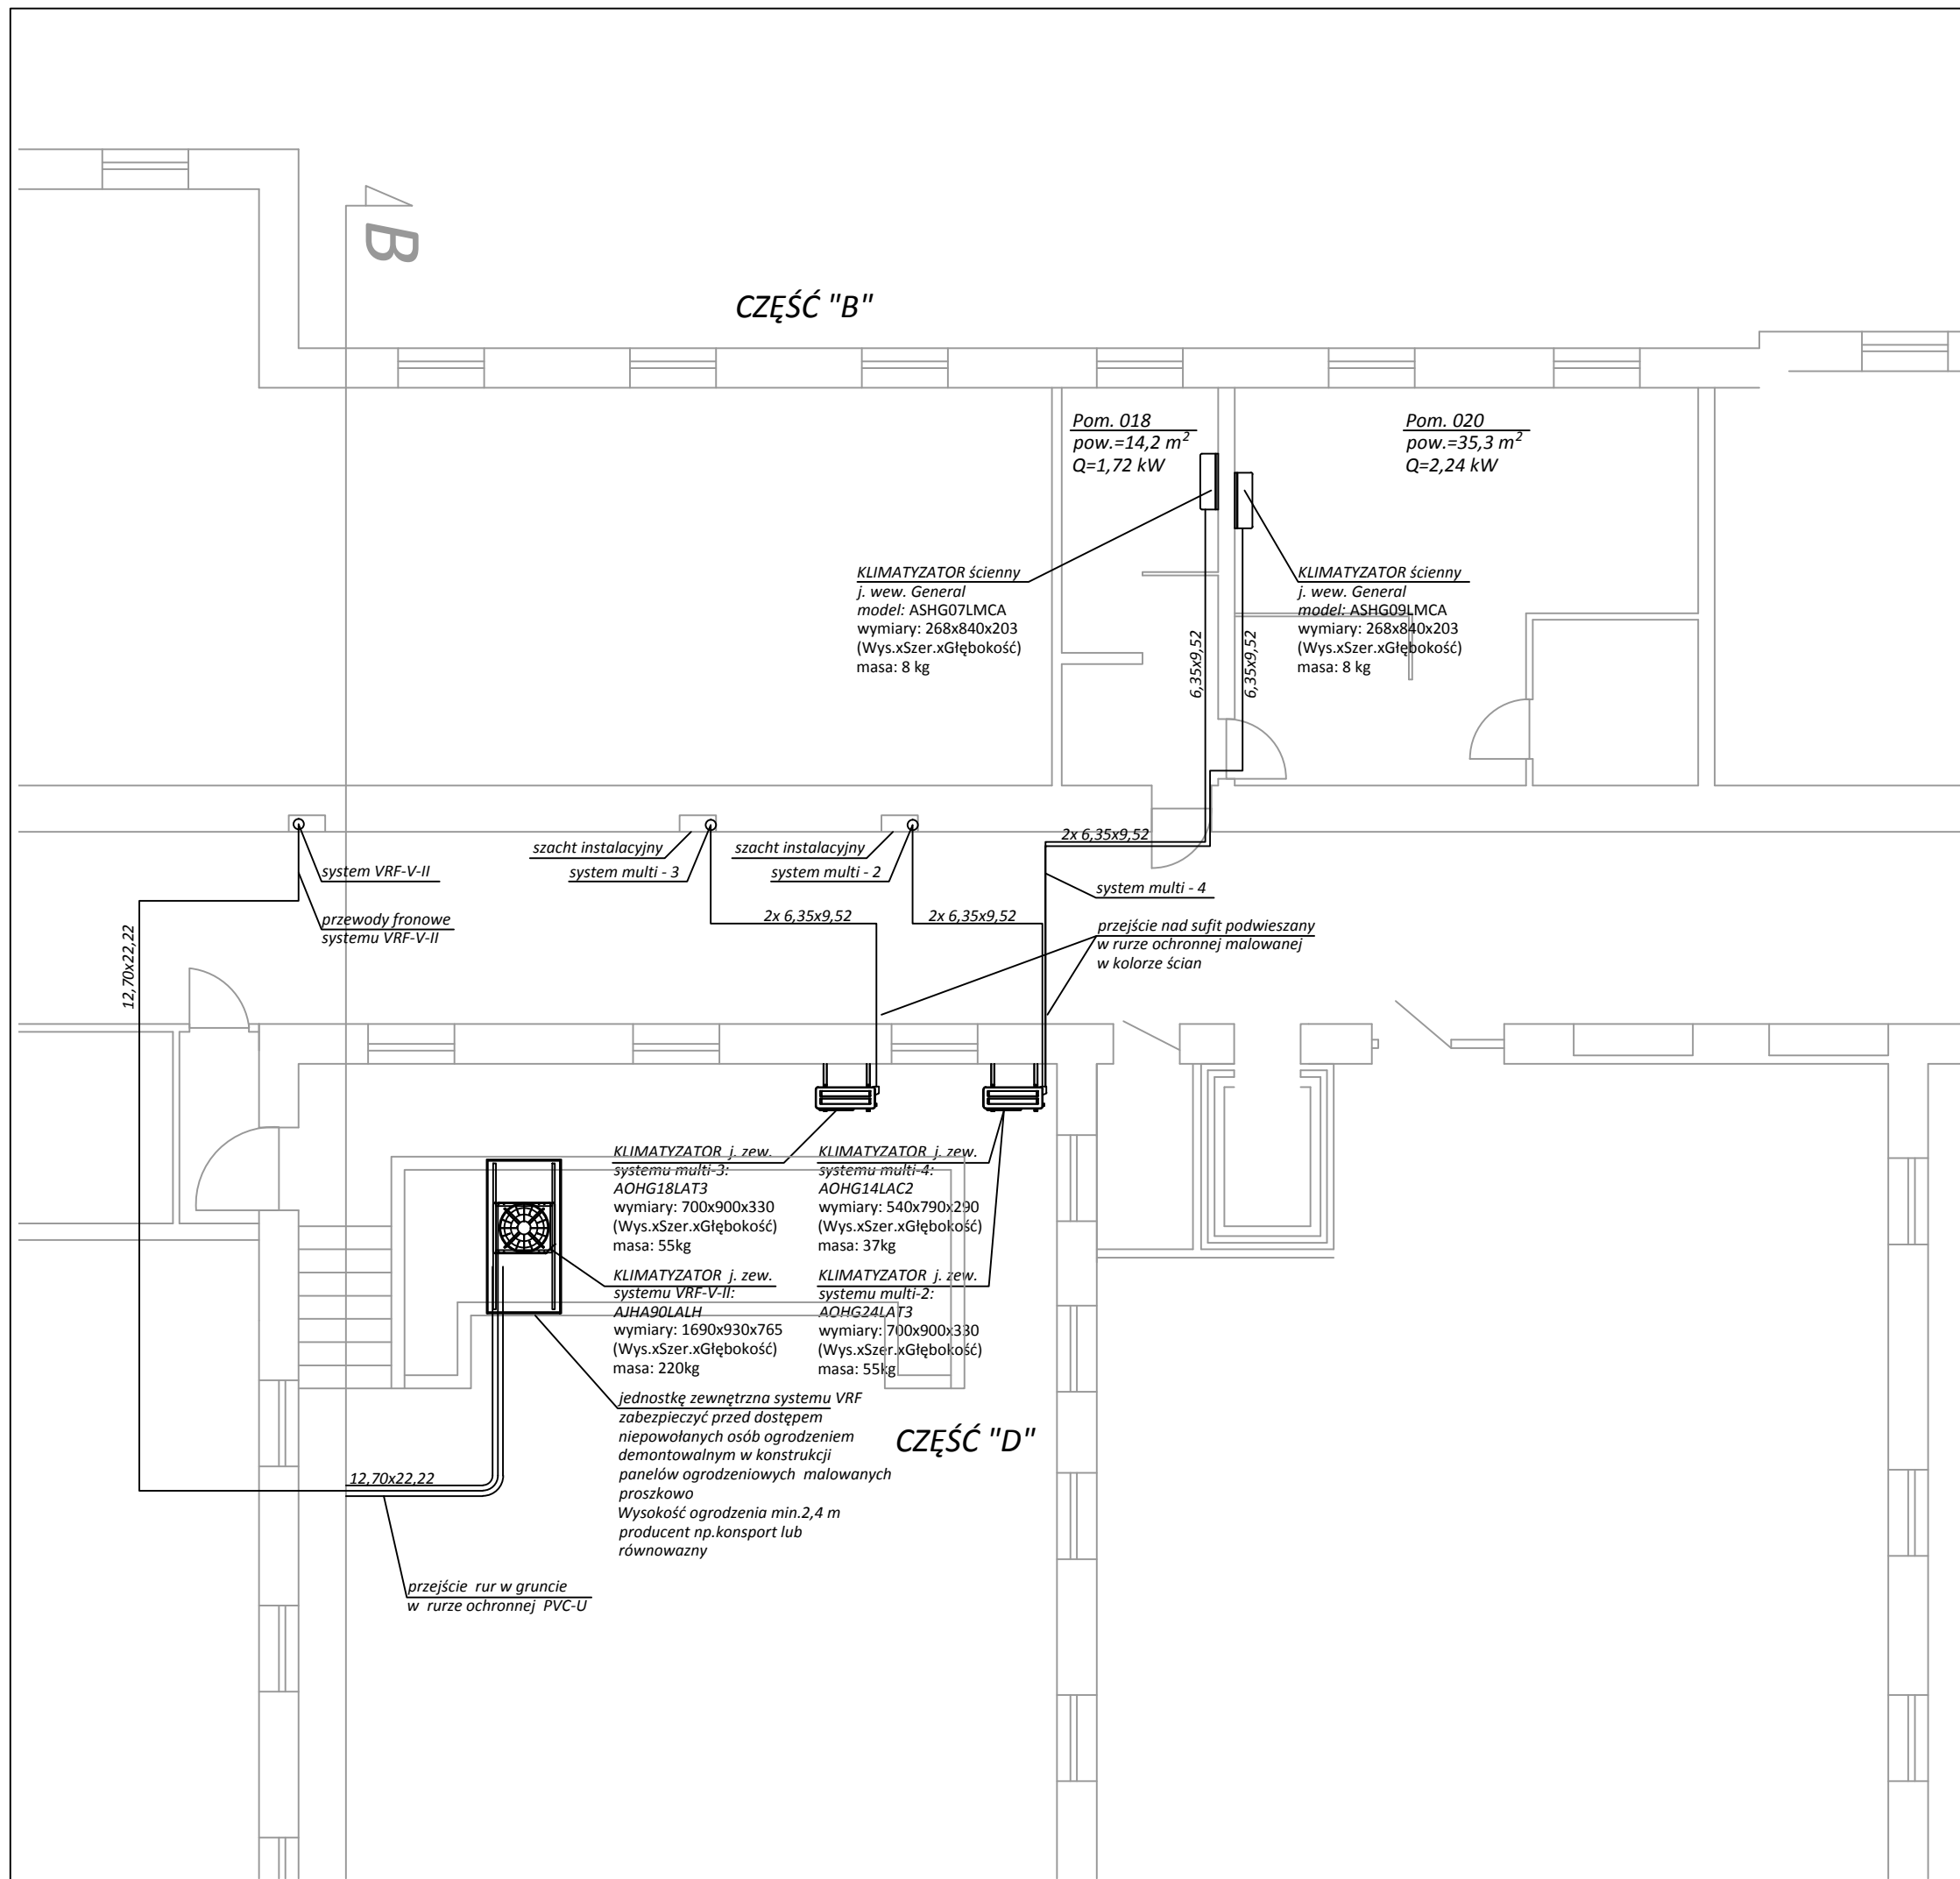 B
CZĘŚĆ "B"
Pom. 018
pow.=14,2 m²
Q=1,72 kW
Pom. 020
pow.=35,3 m²
Q=2,24 kW
KLIMATYZATOR ścienny
j. wew. General
model: ASHG07LMCA
wymiary: 268x840x203
(Wys.xSzer.xGłębokość)
masa: 8 kg
KLIMATYZATOR ścienny
j. wew. General
model: ASHG09LMCA
wymiary: 268x840x203
(Wys.xSzer.xGłębokość)
masa: 8 kg
6,35x9,52
6,35x9,52
2x 6,35x9,52
szacht instalacyjny
system multi - 3
szacht instalacyjny
system multi - 2
system VRF-V-II
przewody fronowe
systemu VRF-V-II
system multi - 4
2x 6,35x9,52
2x 6,35x9,52
przejście nad sufit podwieszany
w rurze ochronnej malowanej
w kolorze ścian
12,70x22,22
KLIMATYZATOR j. zew.
systemu multi-3:
AOHG18LAT3
wymiary: 700x900x330
(Wys.xSzer.xGłębokość)
masa: 55kg
KLIMATYZATOR j. zew.
systemu multi-4:
AOHG14LAC2
wymiary: 540x790x290
(Wys.xSzer.xGłębokość)
masa: 37kg
KLIMATYZATOR j. zew.
systemu VRF-V-II:
AJHA90LALH
wymiary: 1690x930x765
(Wys.xSzer.xGłębokość)
masa: 220kg
KLIMATYZATOR j. zew.
systemu multi-2:
AOHG24LAT3
wymiary: 700x900x330
(Wys.xSzer.xGłębokość)
masa: 55kg
jednostkę zewnętrzna systemu VRF
zabezpieczyć przed dostępem
niepowołanych osób ogrodzeniem
demontowalnym w konstrukcji
panelów ogrodzeniowych malowanych
proszkowo
Wysokość ogrodzenia min.2,4 m
producent np.konsport lub
równowazny
CZĘŚĆ "D"
12,70x22,22
przejście rur w gruncie
w rurze ochronnej PVC-U